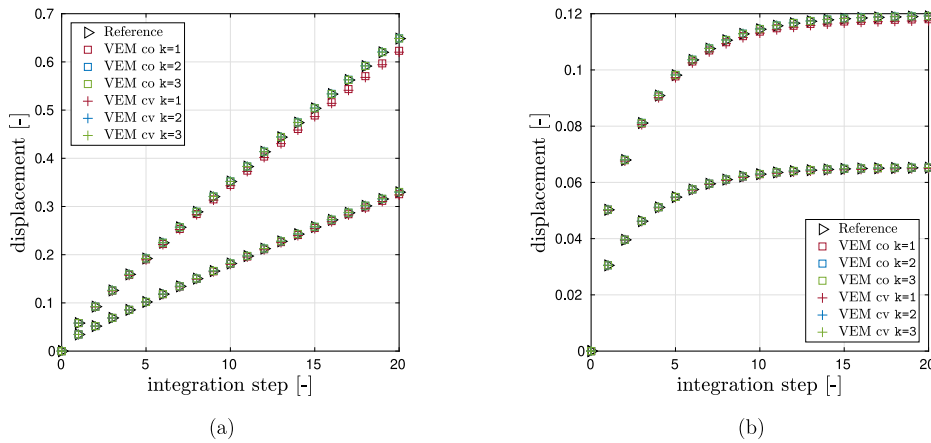 0.7
0.6
0.5
0.4
0.3
0.2
0.1
0
0
5
10
15
20
displacement [-]
integration step [-]
Reference
VEM co k=1
VEM co k=2
VEM co k=3
VEM cv k=1
VEM cv k=2
VEM cv k=3
(a)
0.12
0.1
0.08
0.06
0.04
0.02
0
0
5
10
15
20
displacement [-]
integration step [-]
Reference
VEM co k=1
VEM co k=2
VEM co k=3
VEM cv k=1
VEM cv k=2
VEM cv k=3
(b)